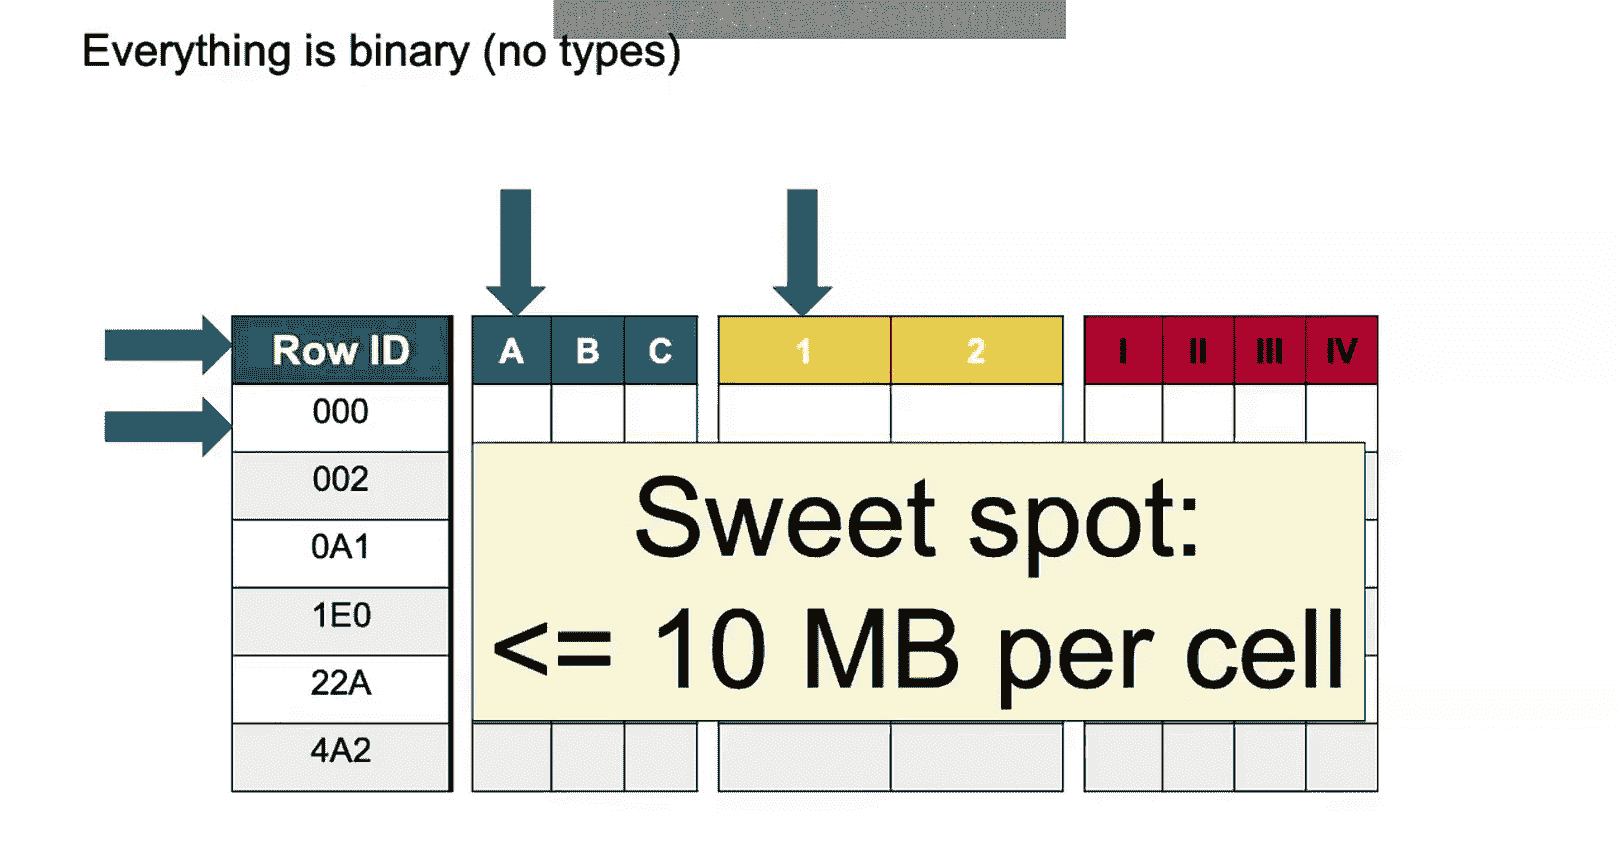 Everything is binary (no types)
Row ID A B C 1 2 I II III IV
000
002
0A1
1E0
22A
4A2
Sweet spot:
<= 10 MB per cell